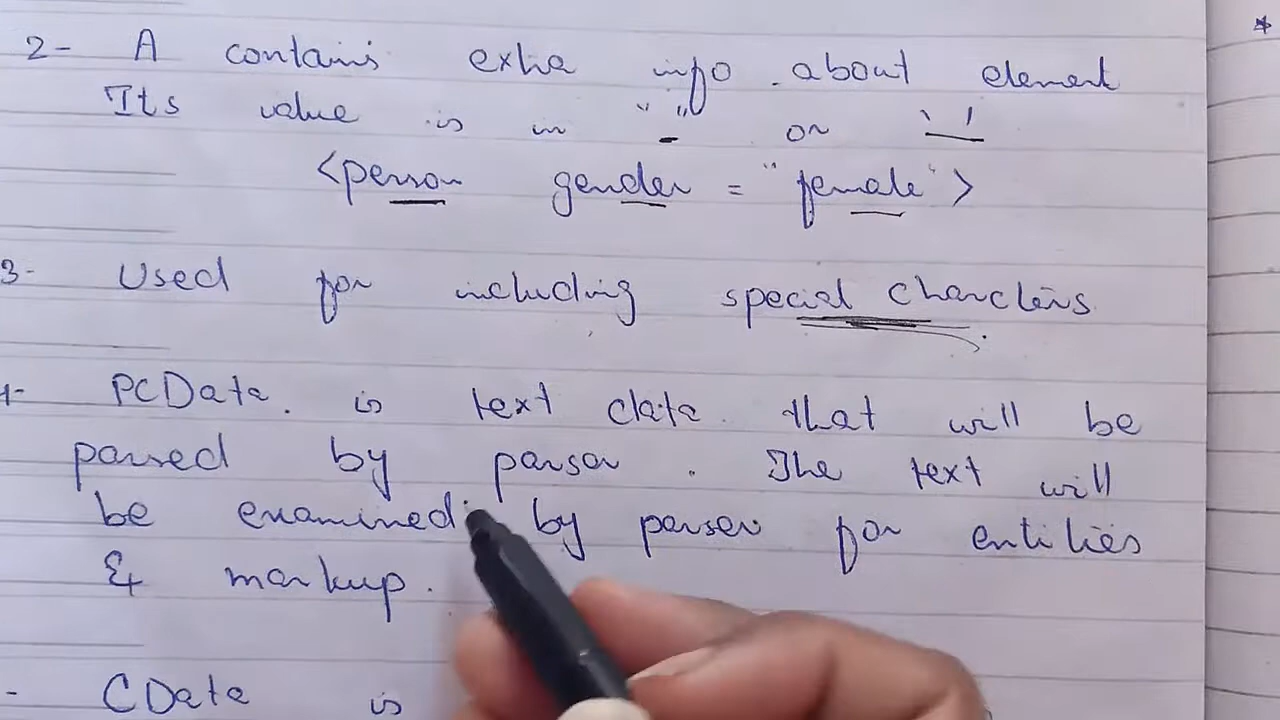 2- A contains extra info about element
Its value is in " " or ' '
<person gender = "female">
3- Used for including special charcters.
4- PCData. is text data that will be
parsed by parser. The text will
be examined by parser for entities
& markup.
- CData is